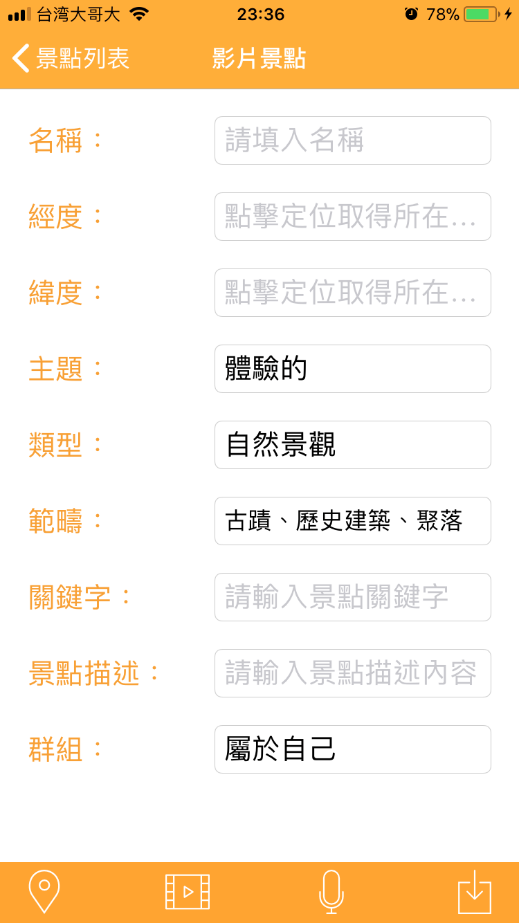 台湾大哥大 23:36 78%
景點列表 影片景點
名稱： 請填入名稱
經度： 點擊定位取得所在...
緯度： 點擊定位取得所在...
主題： 體驗的
類型： 自然景觀
範疇： 古蹟、歷史建築、聚落
關鍵字： 請輸入景點關鍵字
景點描述： 請輸入景點描述內容
群組： 屬於自己